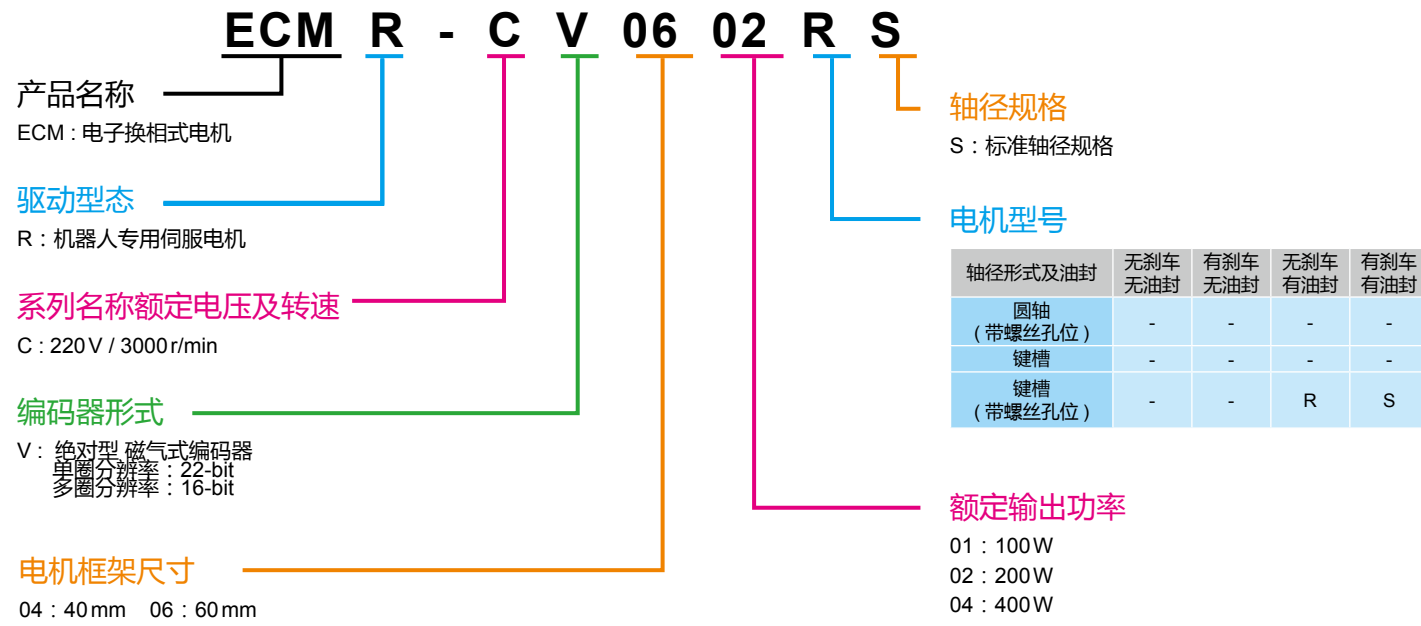 ECM R - C V 06 02 R S
产品名称
ECM : 电子换相式电机
驱动型态
R : 机器人专用伺服电机
系列名称额定电压及转速
C : 220 V / 3000 r/min
编码器形式
V : 绝对型 磁气式编码器
单圈分辨率 : 22-bit
多圈分辨率 : 16-bit
电机框架尺寸
04 : 40 mm 06 : 60 mm
轴径规格
S : 标准轴径规格
电机型号
轴径形式及油封 无刹车 有刹车 无刹车 有刹车
无油封 无油封 有油封 有油封
圆轴
( 带螺丝孔位 ) - - - -
键槽 - - - -
键槽
( 带螺丝孔位 ) - - R S
额定输出功率
01 : 100 W
02 : 200 W
04 : 400 W